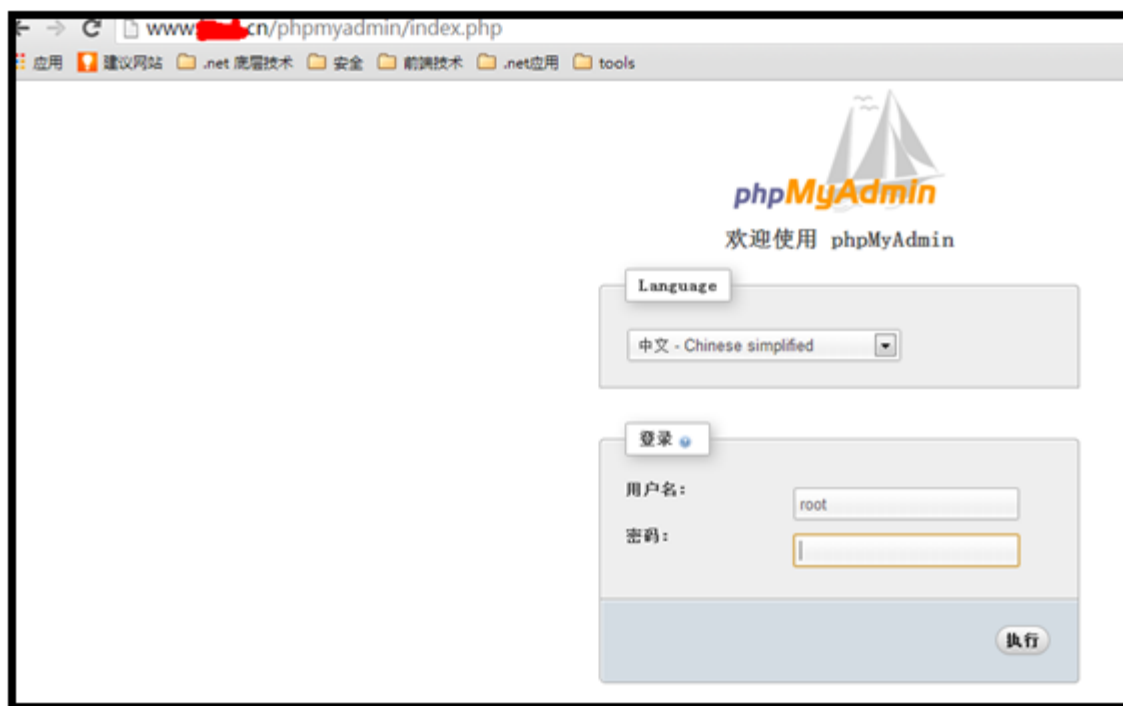 www.cn/phpmyadmin/index.php
应用 建议网站 .net 底层技术 安全 前端技术 .net应用 tools
phpMyAdmin
欢迎使用 phpMyAdmin
Language
中文 - Chinese simplified
登录
用户名:
root
密码:
执行